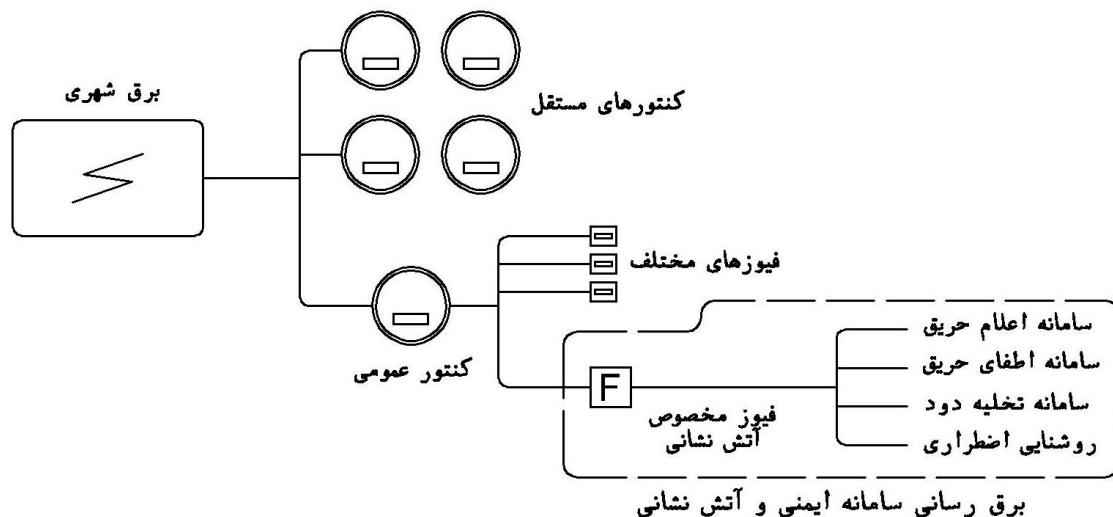 برق شهری
کنتورهای مستقل
فیوزهای مختلف
کنتور عمومی
F
فیوز مخصوص
آتش نشانی
سامانه اعلام حریق
سامانه اطفای حریق
سامانه تخلیه دود
روشنایی اضطراری
برق رسانی سامانه ایمنی و آتش نشانی